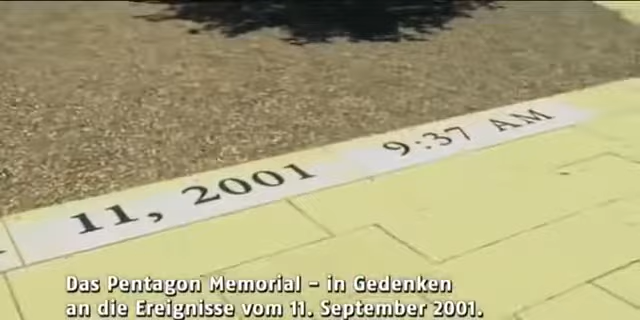 11, 2001 9:37 AM
Das Pentagon Memorial – in Gedenken
an die Ereignisse vom 11. September 2001.